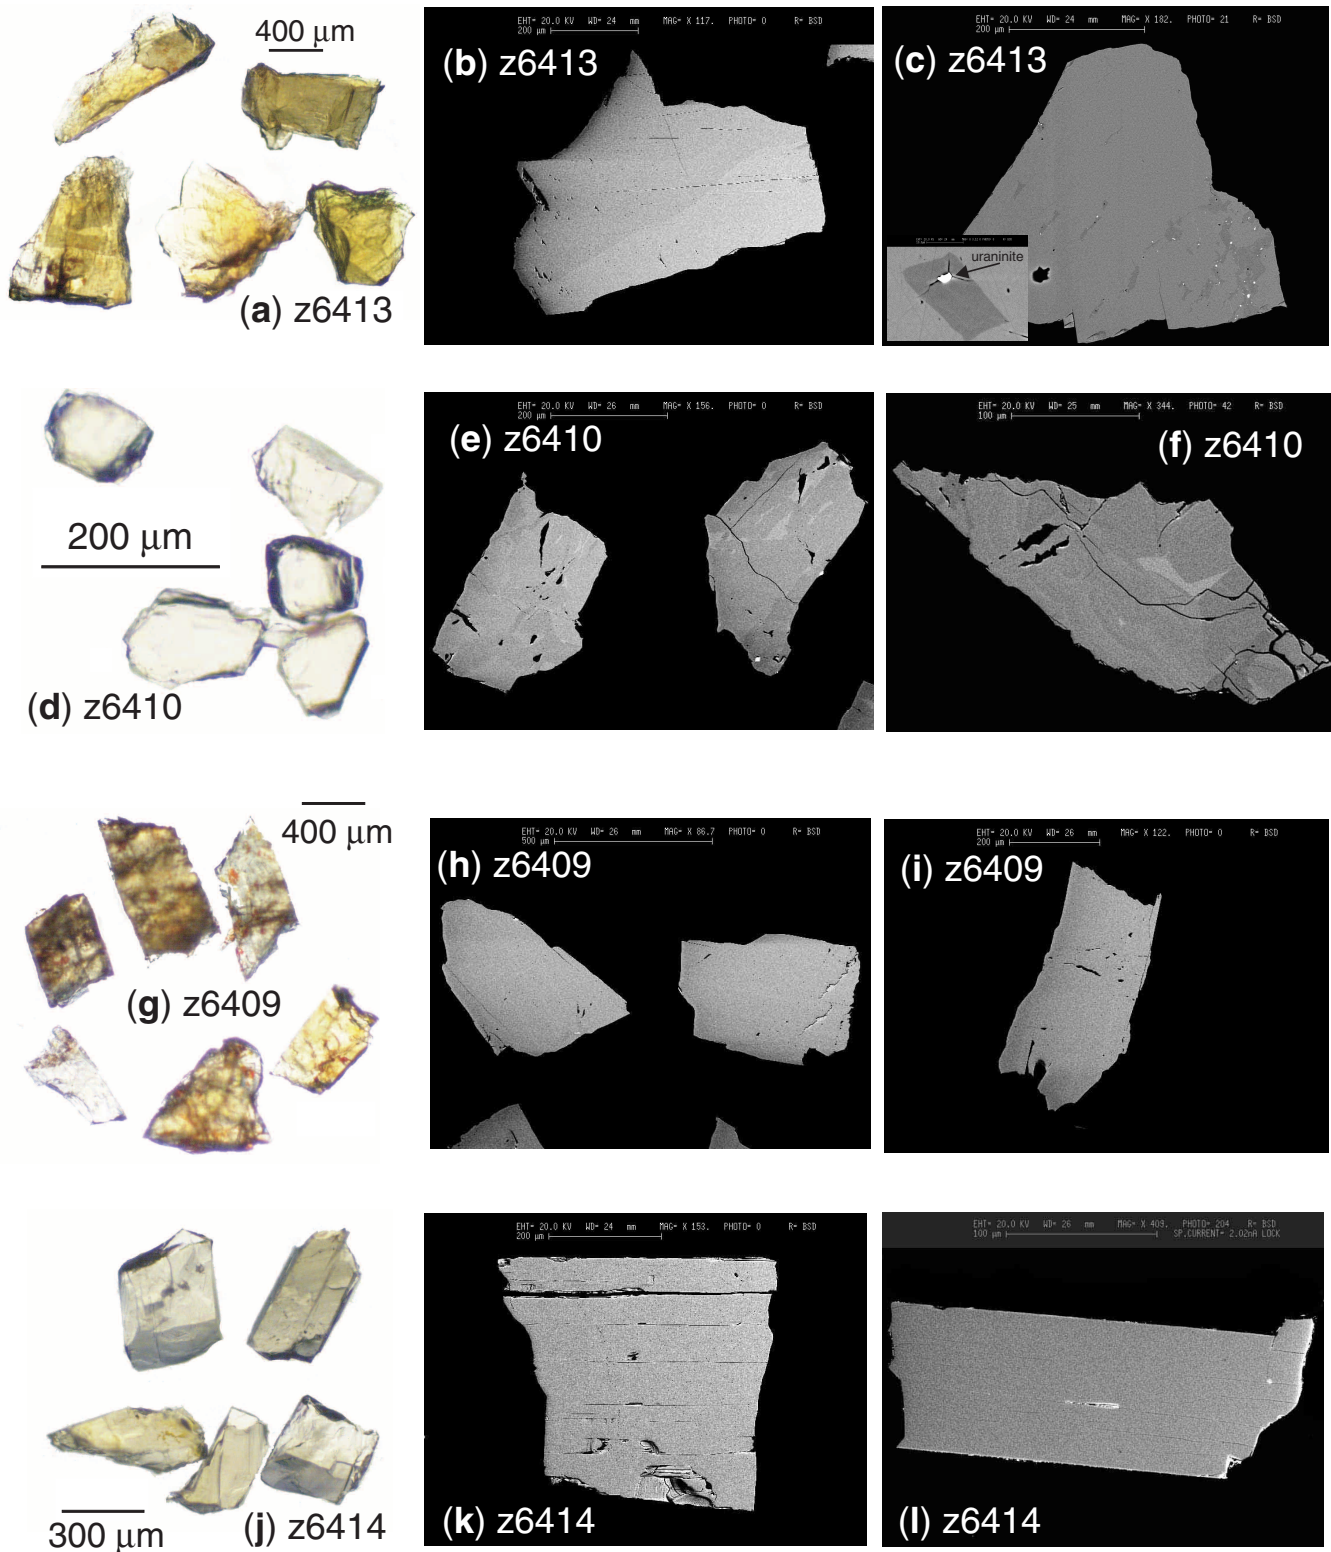 400 µm
(a) z6413
EHT= 20.0 KV WD= 24 mm MAG= X 117. PHOTO= 0 R= BSD
200 µm
(b) z6413
EHT= 20.0 KV WD= 24 mm MAG= X 182. PHOTO= 21 R= BSD
200 µm
(c) z6413
uraninite
200 µm
(d) z6410
EHT= 20.0 KV WD= 26 mm MAG= X 156. PHOTO= 0 R= BSD
200 µm
(e) z6410
EHT= 20.0 KV WD= 25 mm MAG= X 344. PHOTO= 42 R= BSD
100 µm
(f) z6410
400 µm
(g) z6409
EHT= 20.0 KV WD= 26 mm MAG= X 86.7 PHOTO= 0 R= BSD
500 µm
(h) z6409
EHT= 20.0 KV WD= 26 mm MAG= X 122. PHOTO= 0 R= BSD
200 µm
(i) z6409
300 µm
(j) z6414
EHT= 20.0 KV WD= 24 mm MAG= X 153. PHOTO= 0 R= BSD
200 µm
(k) z6414
EHT= 20.0 KV WD= 26 mm MAG= X 409. PHOTO= 204 R= BSD
100 µm SP.CURRENT= 2.02nA LOCK
(l) z6414